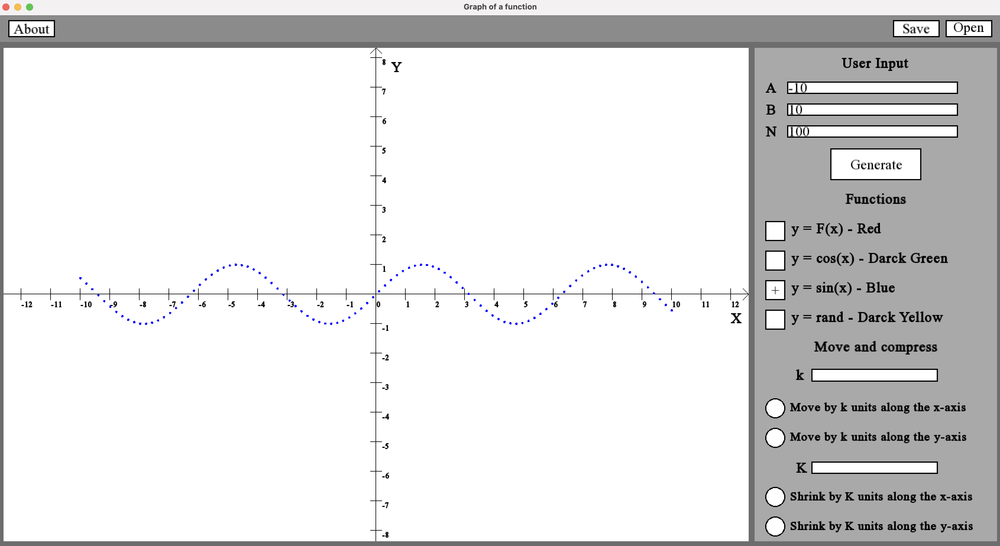 Graph of a function
About
Save
Open
Y
8
7
6
5
4
3
2
1
-12 -11 -10 -9 -8 -7 -6 -5 -4 -3 -2 -1 0 1 2 3 4 5 6 7 8 9 10 11 12
X
-1
-2
-3
-4
-5
-6
-7
-8
User Input
A -10
B 10
N 100
Generate
Functions
y = F(x) - Red
y = cos(x) - Darck Green
+ y = sin(x) - Blue
y = rand - Darck Yellow
Move and compress
k
Move by k units along the x-axis
Move by k units along the y-axis
K
Shrink by K units along the x-axis
Shrink by K units along the y-axis